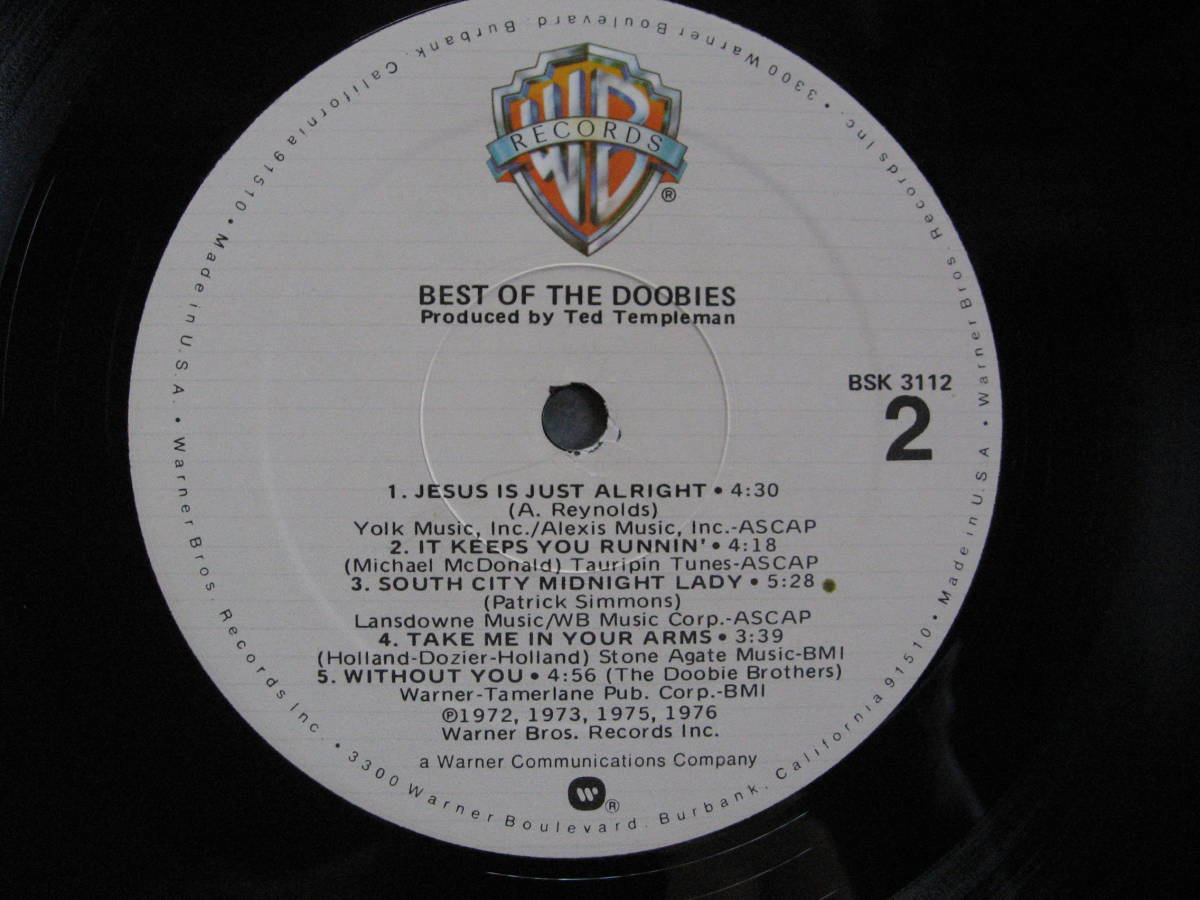 WB
RECORDS
®
BEST OF THE DOOBIES
Produced by Ted Templeman
BSK 3112
2
1. JESUS IS JUST ALRIGHT • 4:30
(A. Reynolds)
Yolk Music, Inc./Alexis Music, Inc.-ASCAP
2. IT KEEPS YOU RUNNIN' • 4:18
(Michael McDonald) Tauripin Tunes-ASCAP
3. SOUTH CITY MIDNIGHT LADY • 5:28
(Patrick Simmons)
Lansdowne Music/WB Music Corp.-ASCAP
4. TAKE ME IN YOUR ARMS • 3:39
(Holland-Dozier-Holland) Stone Agate Music-BMI
5. WITHOUT YOU • 4:56 (The Doobie Brothers)
Warner-Tamerlane Pub. Corp.-BMI
℗1972, 1973, 1975, 1976
Warner Bros. Records Inc.
a Warner Communications Company
®
Made in U.S.A. • Warner Bros. Records Inc. • 3300 Warner Boulevard. Burbank, California 91510 • Made in U.S.A. • Warner Bros. Records Inc. • 3300 Warner Boulevard. Burbank, California 91510 •